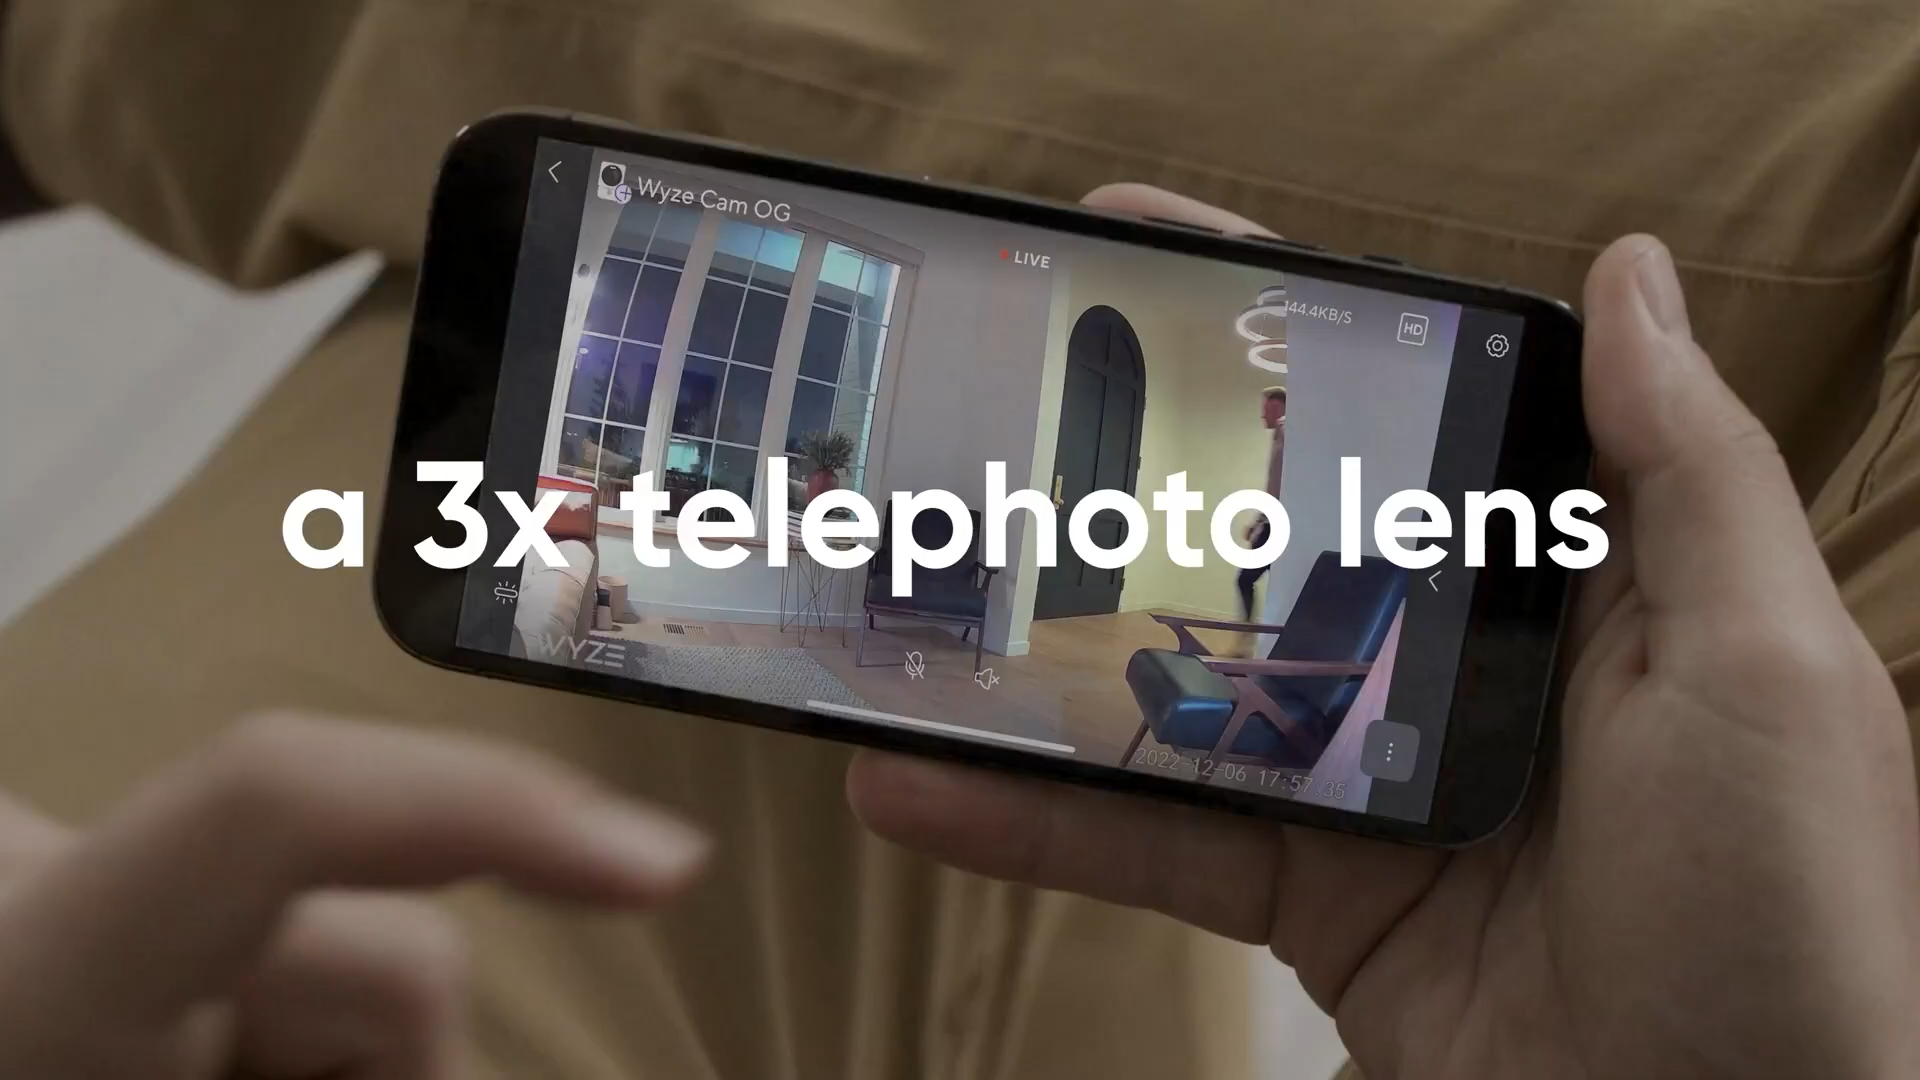 Wyze Cam OG
LIVE
144.4KB/S
HD
a 3x telephoto lens
WYZE
2022-12-06 17:57:35